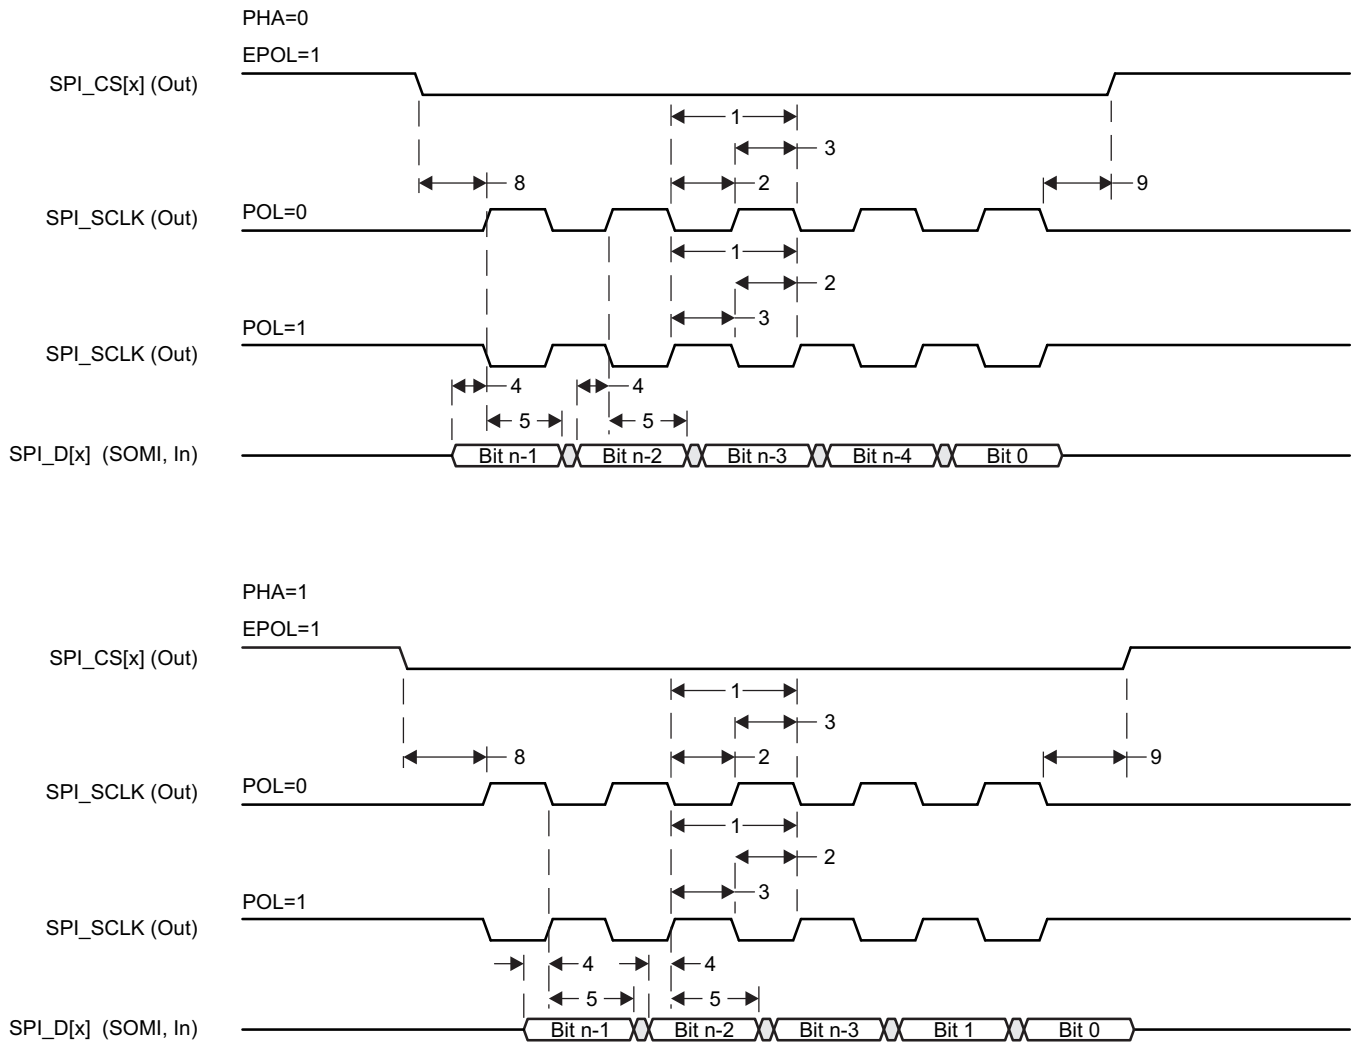 PHA=0
EPOL=1
SPI_CS[x] (Out)
1
3
8
2
9
SPI_SCLK (Out)
POL=0
1
2
3
POL=1
SPI_SCLK (Out)
4
4
5
5
SPI_D[x] (SOMI, In)
Bit n-1
Bit n-2
Bit n-3
Bit n-4
Bit 0
PHA=1
EPOL=1
SPI_CS[x] (Out)
1
3
8
2
9
SPI_SCLK (Out)
POL=0
1
2
3
POL=1
SPI_SCLK (Out)
4
4
5
5
SPI_D[x] (SOMI, In)
Bit n-1
Bit n-2
Bit n-3
Bit 1
Bit 0